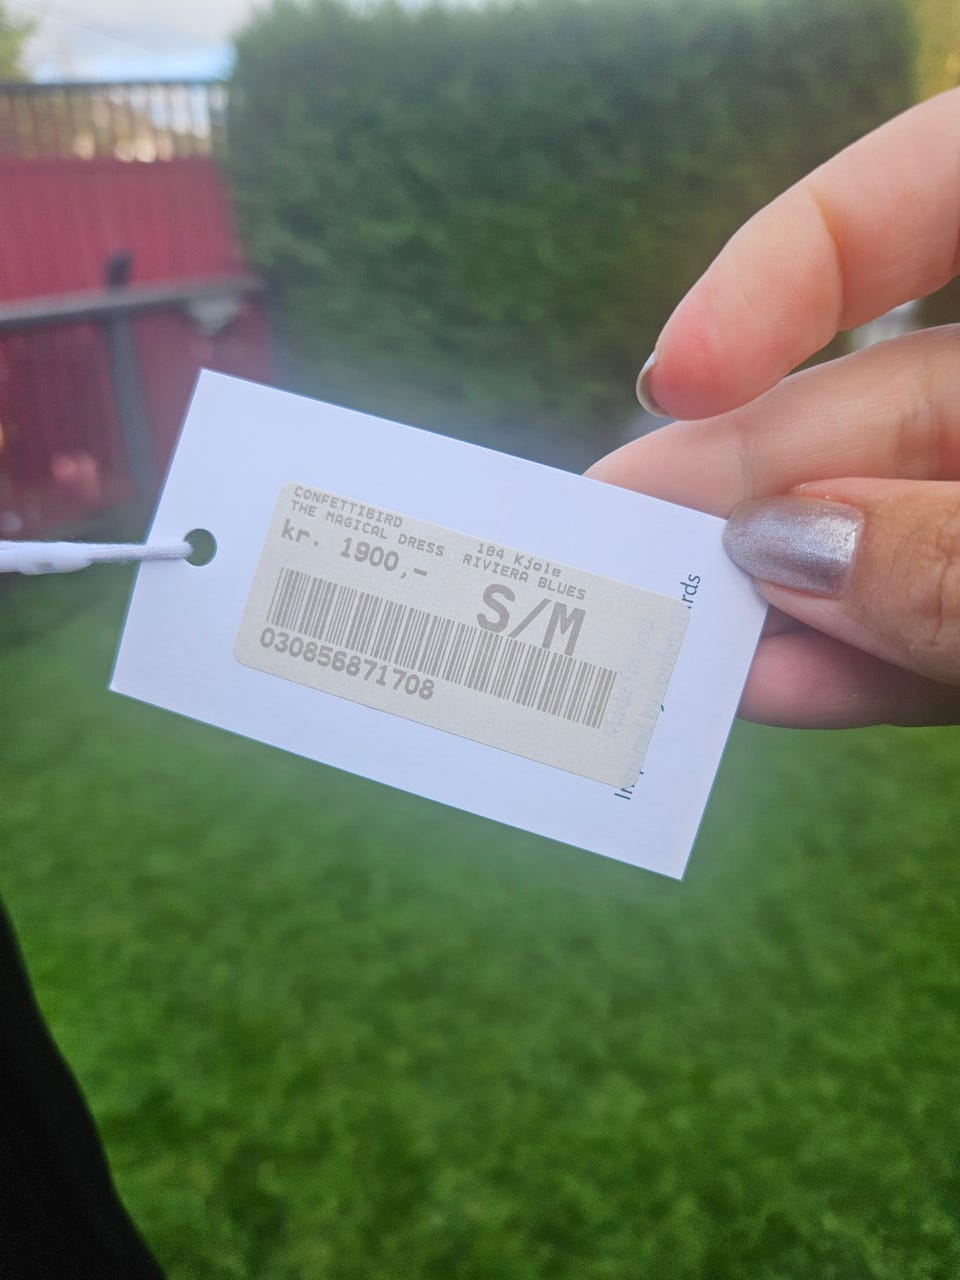 CONFETTIBIRD
THE MAGICAL DRESS
184 Kjole
RIVIERA BLUES
kr. 1900,-
S/M
030856871708